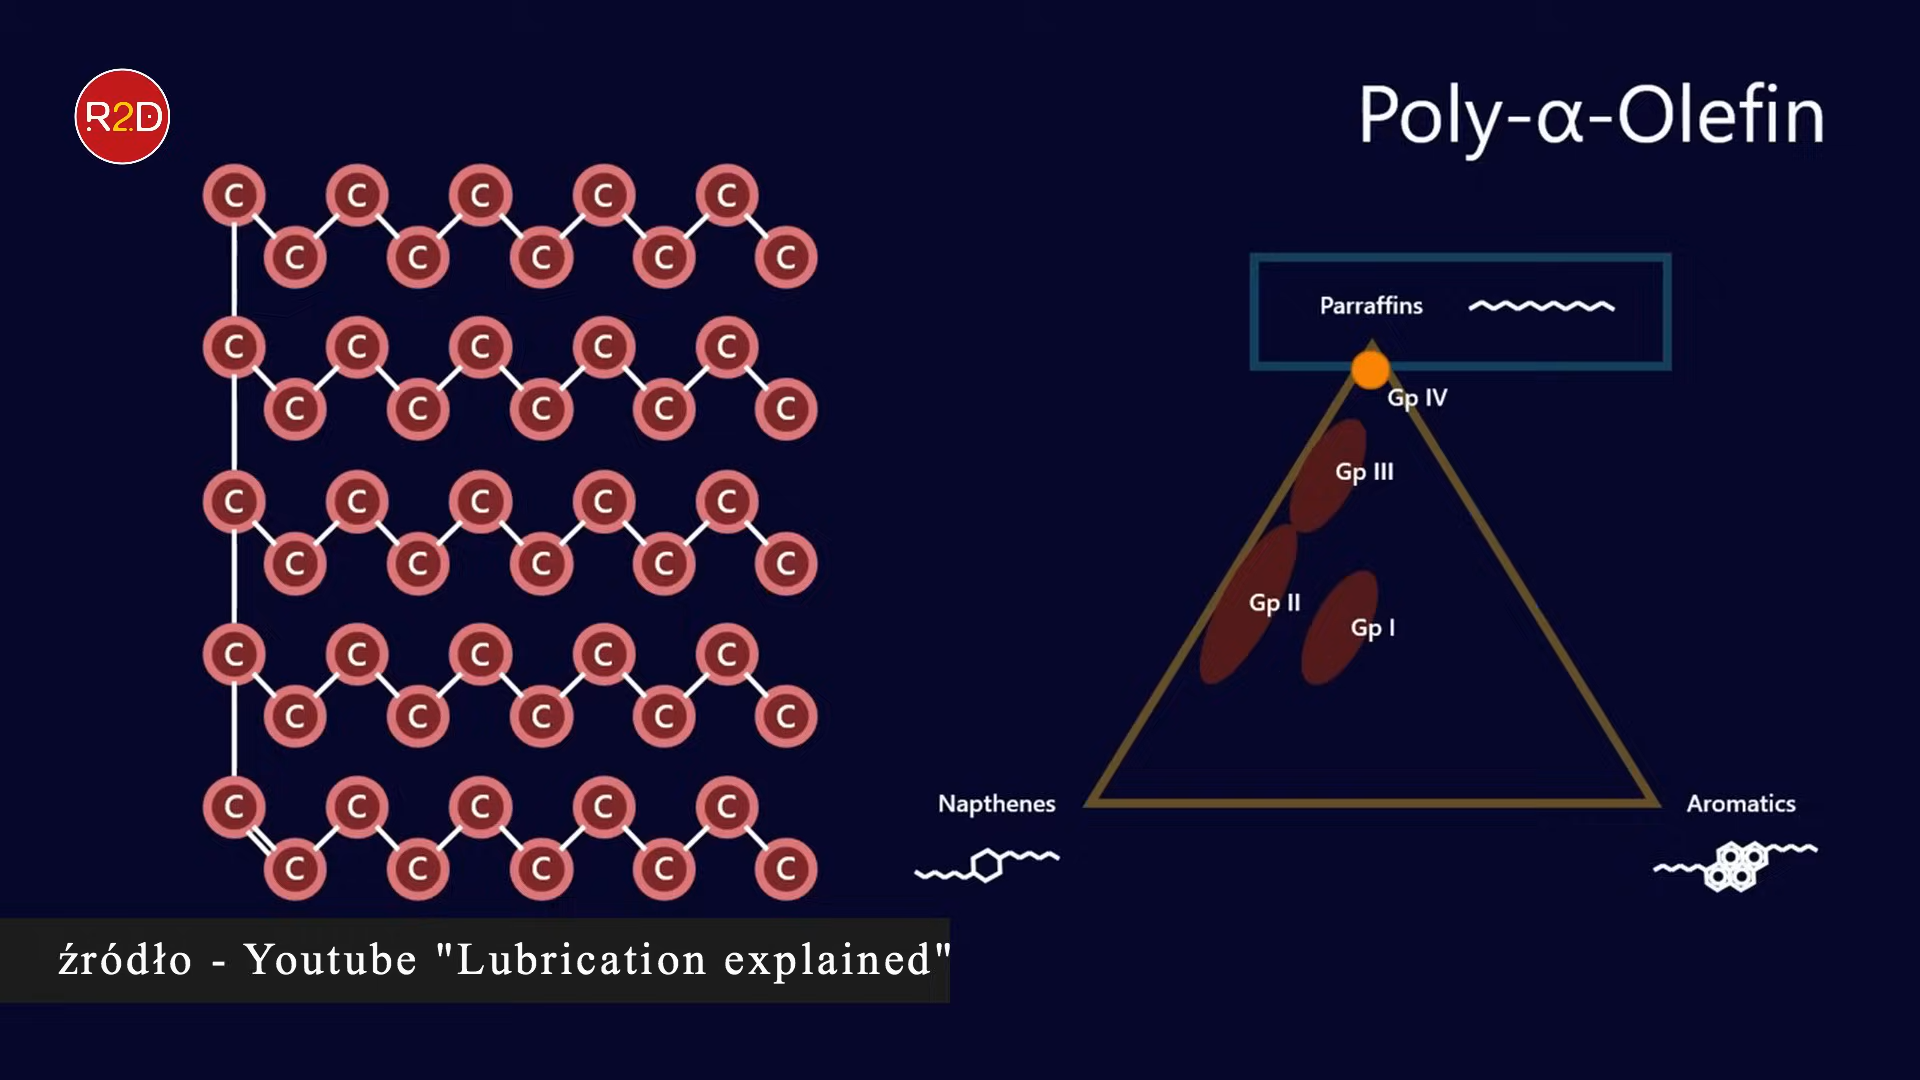 R2D
Poly-α-Olefin
C C C C C
C C C C C
C C C C C
C C C C C
C C C C C
C C C C C
C C C C C
C C C C C
C C C C C
C C C C C
Parraffins
Gp IV
Gp III
Gp II
Gp I
Napthenes
Aromatics
źródło - Youtube "Lubrication explained"